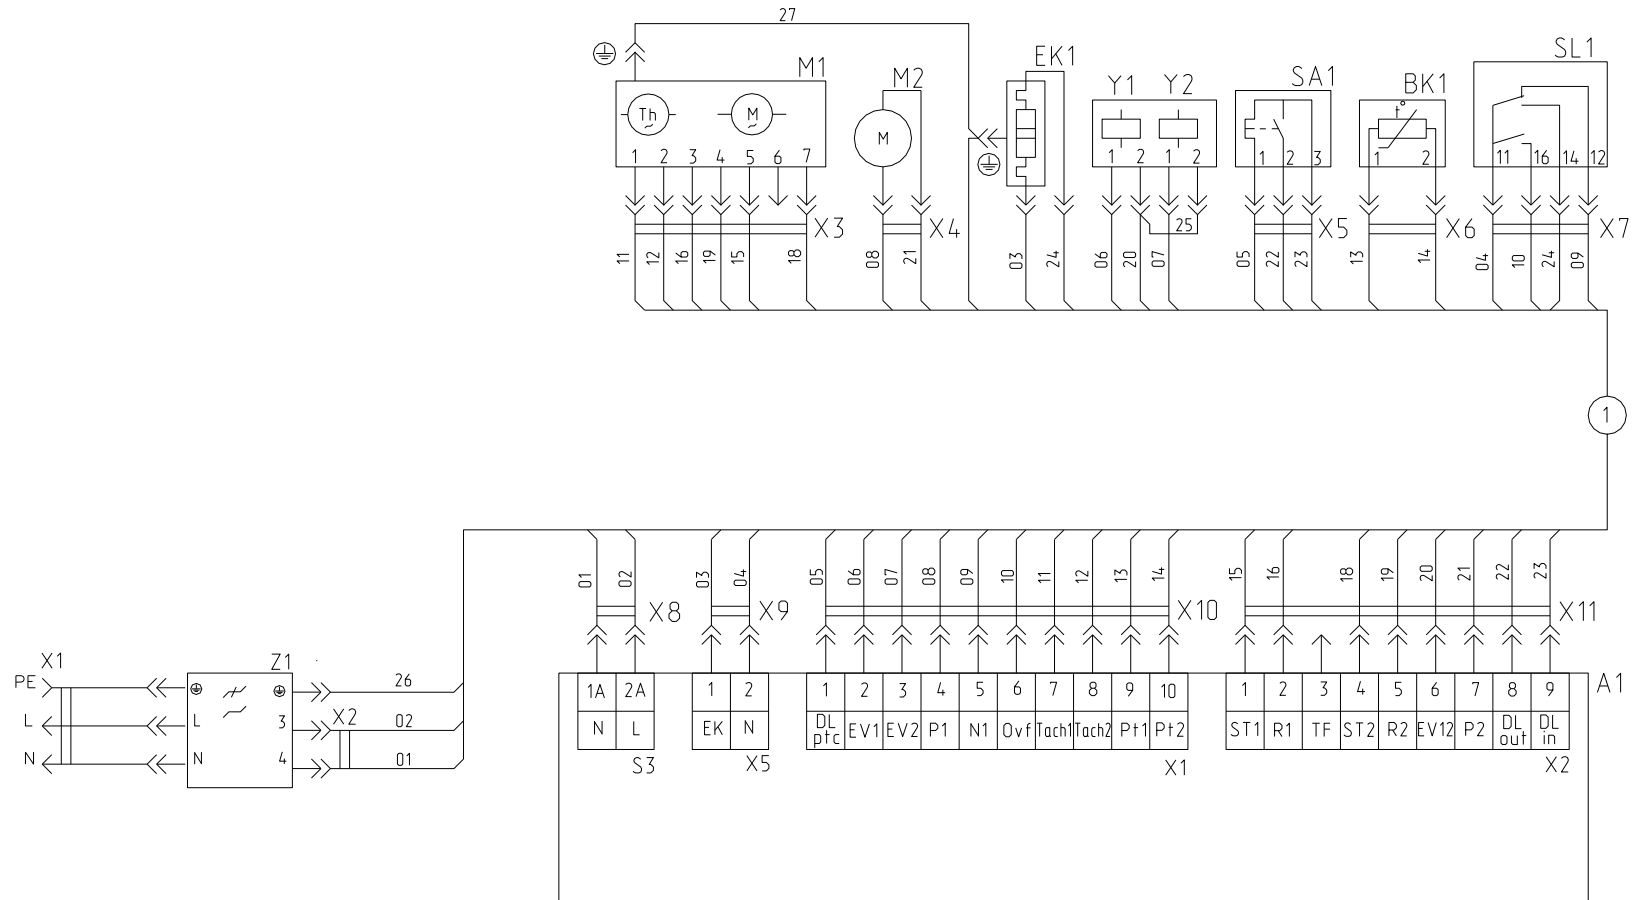 27
M1 M2 EK1 Y1 Y2 SA1 BK1 SL1
Th ~ M ~ M t°
1 2 3 4 5 6 7 1 2 1 2 1 2 3 1 2 11 16 14 12
X3 X4 25 X5 X6 X7
11 12 16 19 15 18 08 21 03 24 06 20 07 05 22 23 13 14 04 10 24 09
1
01 02 03 04 05 06 07 08 09 10 11 12 13 14 15 16 18 19 20 21 22 23
X8 X9 X10 X11
X1 Z1
PE 26
L L 3 X2 02
N N 4 01
1A 2A 1 2 1 2 3 4 5 6 7 8 9 10 1 2 3 4 5 6 7 8 9 A1
N L EK N DL ptc EV1 EV2 P1 N1 Ovf Tach1 Tach2 Pt1 Pt2 ST1 R1 TF ST2 R2 EV12 P2 DL out DL in
S3 X5 X1 X2